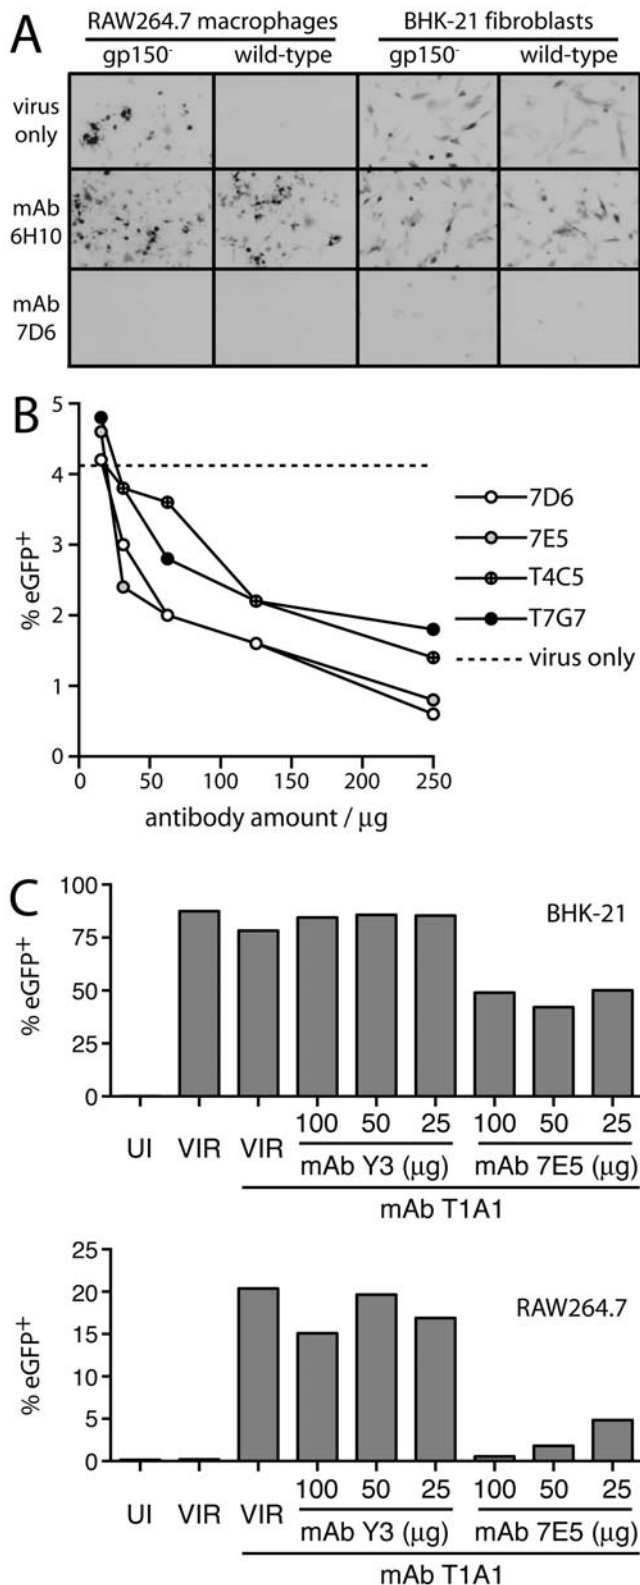 A
RAW264.7 macrophages BHK-21 fibroblasts
gp150- wild-type gp150- wild-type
virus
only
mAb
6H10
mAb
7D6
B
5
4
3
2
1
0
% eGFP+
0 50 100 150 200 250
antibody amount / μg
7D6
7E5
T4C5
T7G7
virus only
C
BHK-21
100
75
50
25
0
% eGFP+
UI VIR VIR 100 50 25 100 50 25
mAb Y3 (μg) mAb 7E5 (μg)
mAb T1A1
RAW264.7
25
20
15
10
5
0
% eGFP+
UI VIR VIR 100 50 25 100 50 25
mAb Y3 (μg) mAb 7E5 (μg)
mAb T1A1